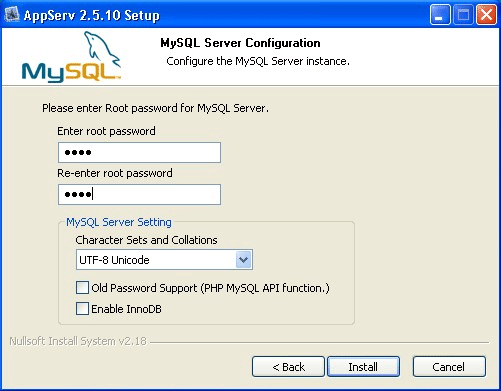 AppServ 2.5.10 Setup
MySQL
MySQL Server Configuration
Configure the MySQL Server instance.
Please enter Root password for MySQL Server.
Enter root password
●●●●
Re-enter root password
●●●●
MySQL Server Setting
Character Sets and Collations
UTF-8 Unicode
Old Password Support (PHP MySQL API function.)
Enable InnoDB
Nullsoft Install System v2.18
< Back Install Cancel